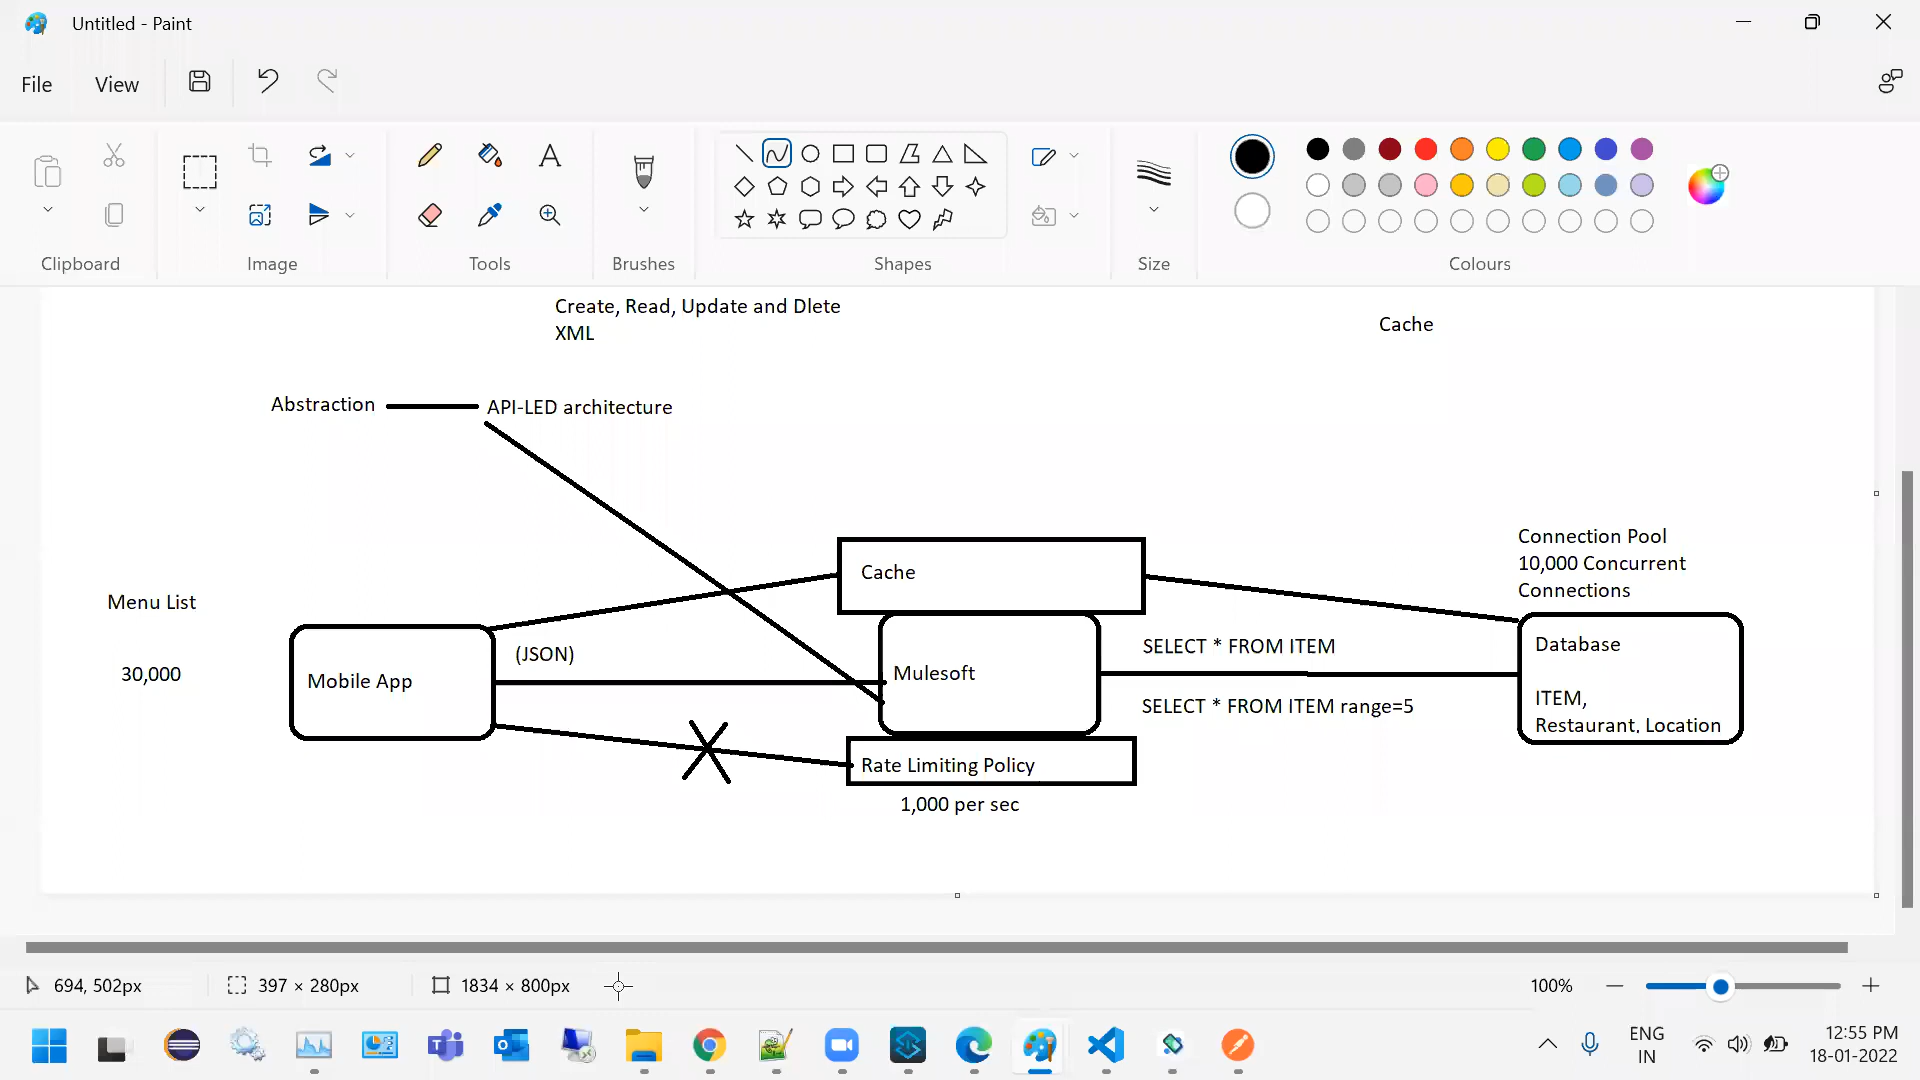 Untitled - Paint
File View
Clipboard Image Tools Brushes Shapes Size Colours
Create, Read, Update and Dlete
XML
Cache
Abstraction
API-LED architecture
Connection Pool
10,000 Concurrent
Connections
Cache
Menu List
30,000
Mobile App
(JSON)
Mulesoft
SELECT * FROM ITEM
SELECT * FROM ITEM range=5
Database
ITEM,
Restaurant, Location
Rate Limiting Policy
1,000 per sec
694, 502px 397 × 280px 1834 × 800px 100%
ENG
IN
12:55 PM
18-01-2022